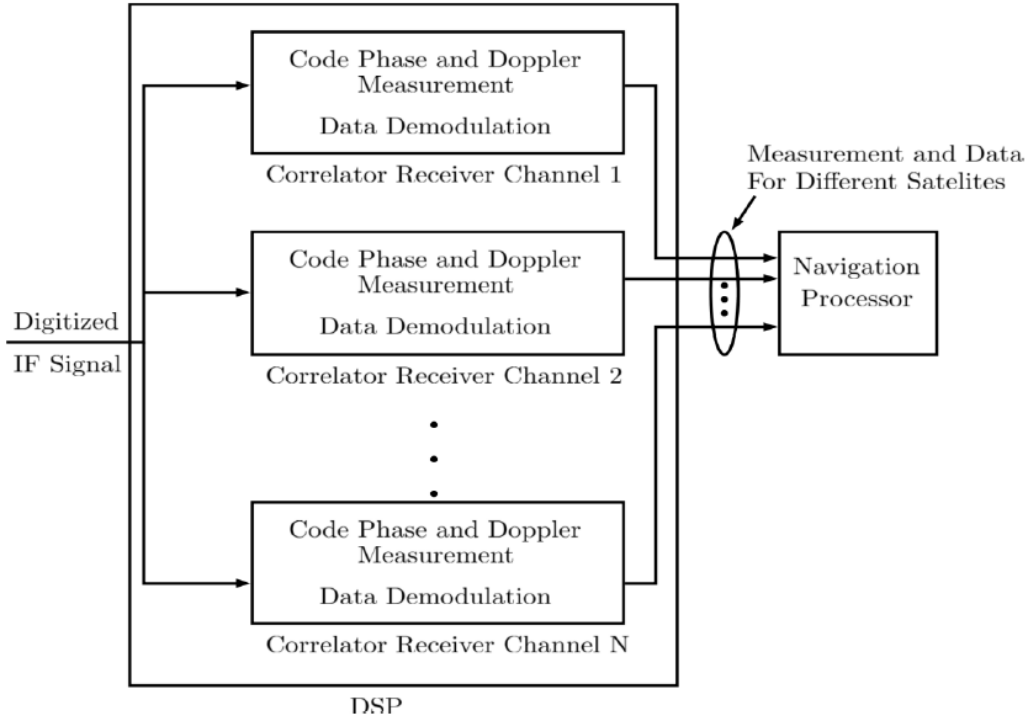 Code Phase and Doppler
Measurement
Data Demodulation
Correlator Receiver Channel 1
Measurement and Data
For Different Satelites
Code Phase and Doppler
Measurement
Data Demodulation
Correlator Receiver Channel 2
Navigation
Processor
Digitized
IF Signal
Code Phase and Doppler
Measurement
Data Demodulation
Correlator Receiver Channel N
DSP